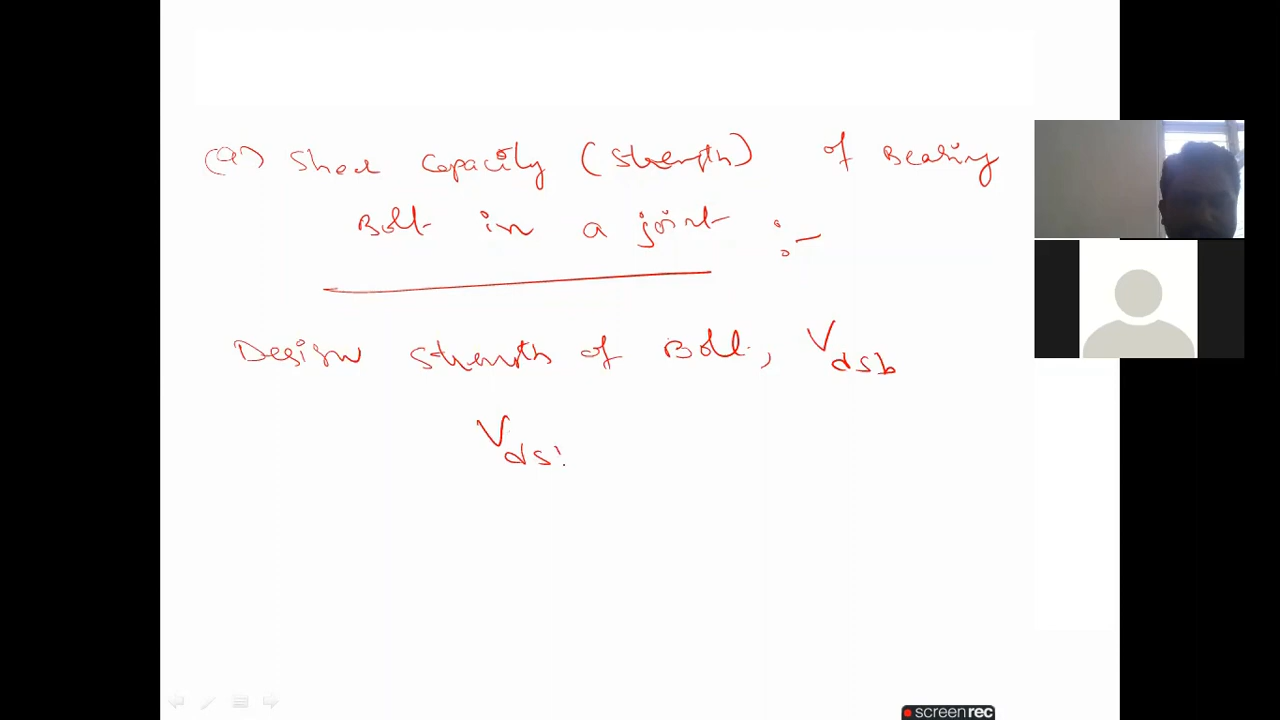 (a) Shear Capacity (Strength) of Bearing
Bolt in a joint :-
Design strength of Bolt, Vdsb
Vds
screenrec